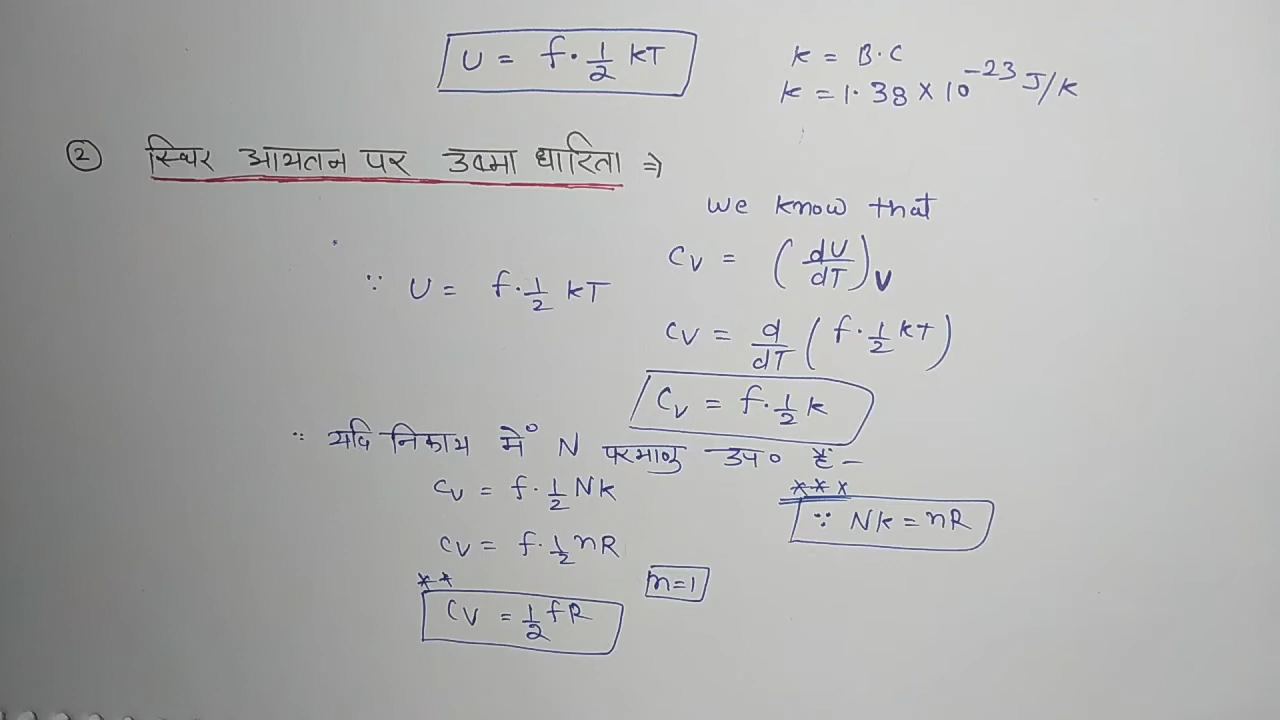 U = f·1/2 kT
k = B·C
k = 1.38 × 10^-23 J/k
② स्थिर आयतन पर उष्मा धारिता ⇒
we know that
∵ U = f·1/2 kT
Cv = (dU/dT)v
Cv = d/dT (f·1/2 kT)
Cv = f·1/2 k
∵ यदि निकाय में N परमाणु उप० हैं –
Cv = f·1/2 Nk
***
∵ Nk = nR
Cv = f·1/2 nR
n=1
**
Cv = 1/2 fR